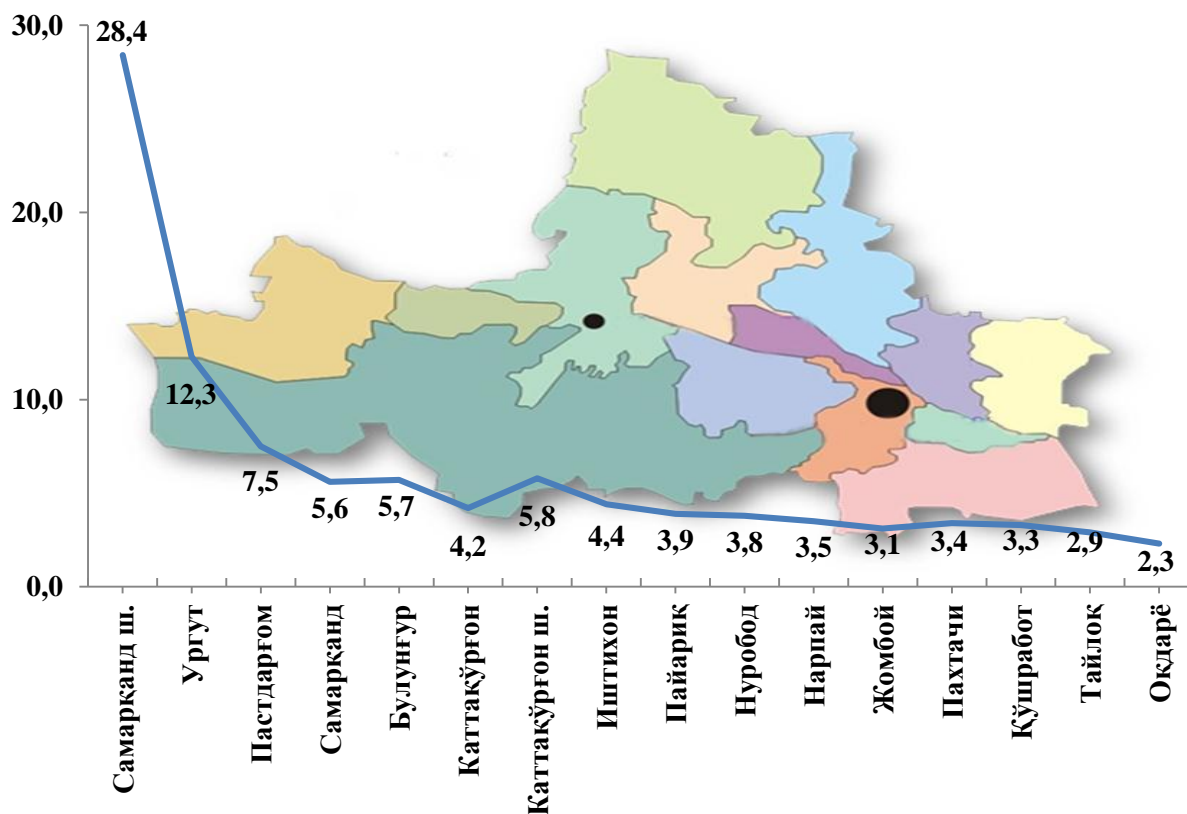 30,0
20,0
10,0
0,0
28,4
12,3
7,5
5,6
5,7
4,2
5,8
4,4
3,9
3,8
3,5
3,1
3,4
3,3
2,9
2,3
Самарқанд ш.
Ургут
Пастдарғом
Самарқанд
Булунғур
Каттақўрғон
Каттақўрғон ш.
Иштихон
Пайариқ
Нуробод
Нарпай
Жомбой
Пахтачи
Қўшработ
Тайлоқ
Оқдарё